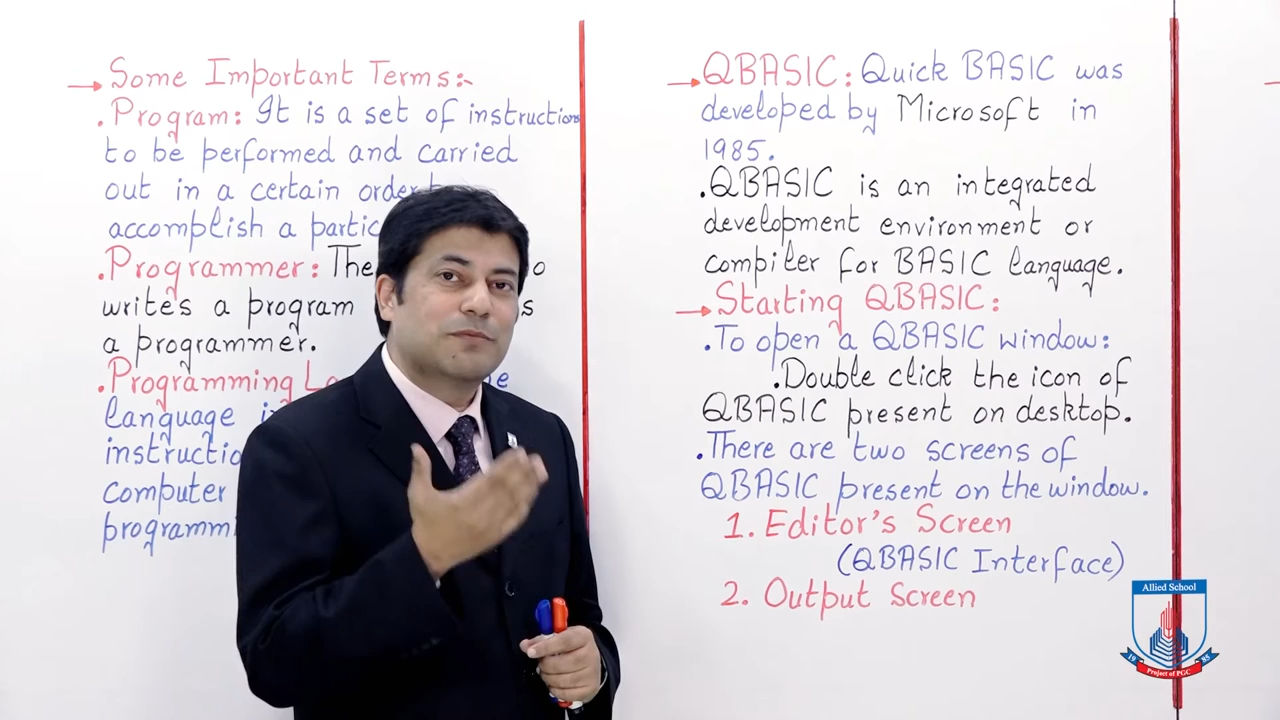 Some Important Terms:-
. Program: It is a set of instructions
to be performed and carried
out in a certain order
accomplish a
. Programmer: The
writes a program
a programmer.
. Programming
language
computer
QBASIC: Quick BASIC was
developed by Microsoft in
1985.
.QBASIC is an integrated
development environment or
compiler for BASIC language.
Starting QBASIC:
.To open a QBASIC window:
.Double click the icon of
QBASIC present on desktop.
.There are two screens of
QBASIC present on the window.
1. Editor's Screen
(QBASIC Interface)
2. Output Screen
Allied School
1985
Project of PGC